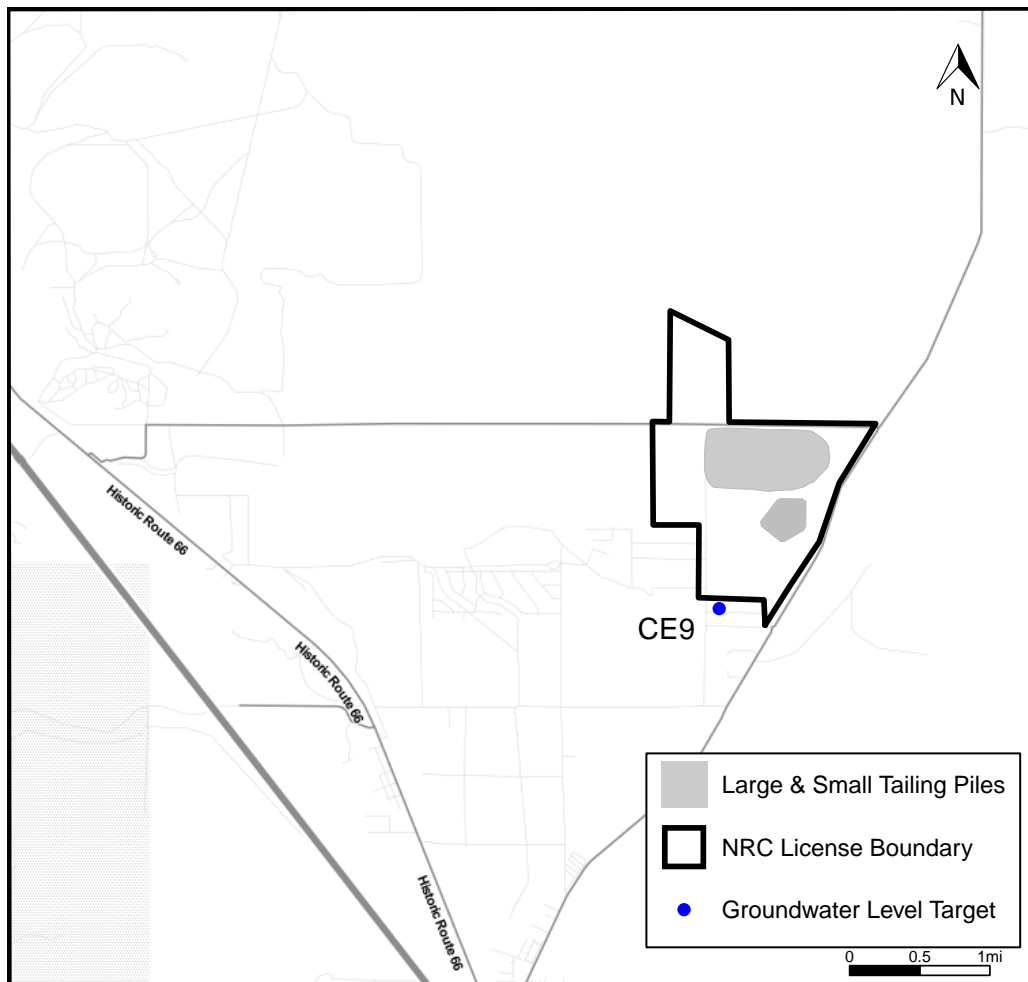 N
Historic Route 66
Historic Route 66
CE9
Historic Route 66
Large & Small Tailing Piles
NRC License Boundary
Groundwater Level Target
0 0.5 1mi